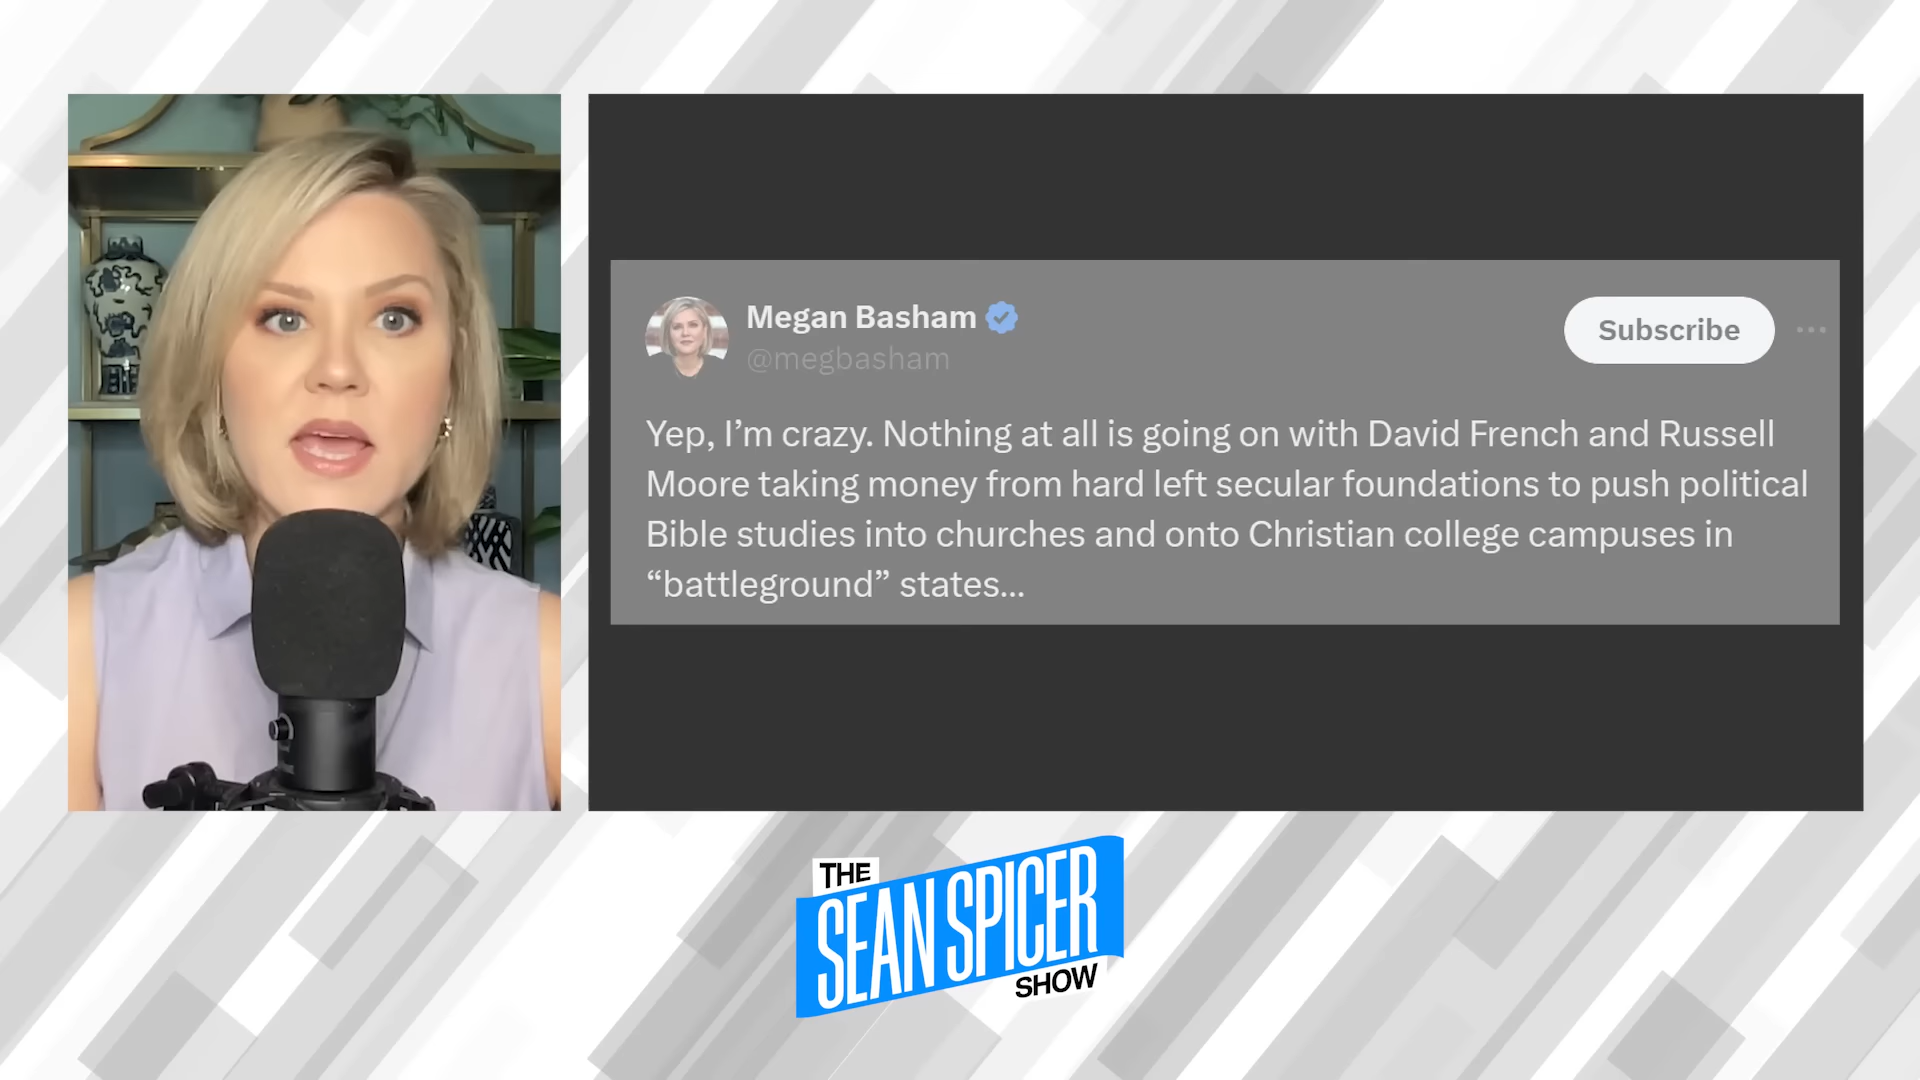 Megan Basham
@megbasham
Subscribe
Yep, I’m crazy. Nothing at all is going on with David French and Russell
Moore taking money from hard left secular foundations to push political
Bible studies into churches and onto Christian college campuses in
“battleground” states...
THE
SEAN SPICER
SHOW